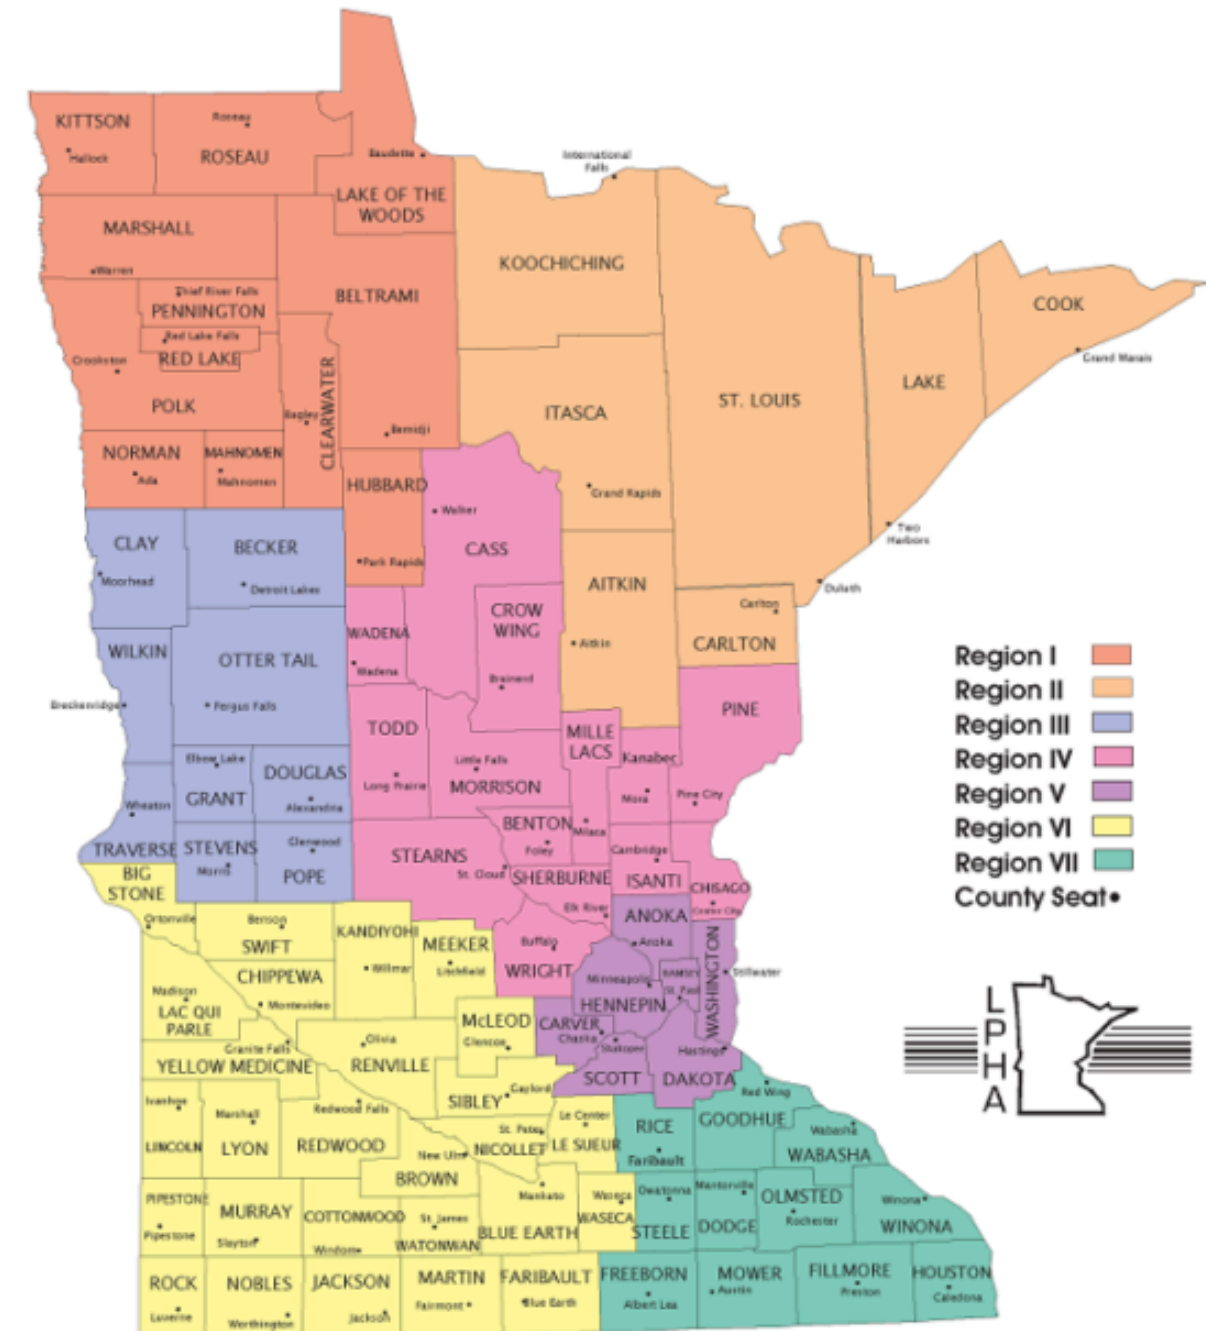 KITTSON
Hallock
Roseau
ROSEAU
Baudette
LAKE OF THE
WOODS
International
Falls
MARSHALL
Warren
KOOCHICHING
BELTRAMI
Thief River Falls
PENNINGTON
Red Lake Falls
RED LAKE
Crookston
POLK
CLEARWATER
Bagley
Bemidji
COOK
Grand Marais
LAKE
ST. LOUIS
ITASCA
Grand Rapids
NORMAN
Ada
MAHNOMEN
Mahnomen
HUBBARD
Park Rapids
Walker
CASS
Two
Harbors
Duluth
CLAY
Moorhead
BECKER
Detroit Lakes
AITKIN
Aitkin
Carlton
CARLTON
WADENA
Wadena
CROW
WING
Brainerd
WILKIN
Breckenridge
OTTER TAIL
Fergus Falls
TODD
Long Prairie
Little Falls
MORRISON
MILLE
LACS
Milaca
Kanabec
Mora
PINE
Pine City
Elbow Lake
GRANT
DOUGLAS
Alexandria
Wheaton
TRAVERSE
STEVENS
Morris
Glenwood
POPE
STEARNS
St. Cloud
BENTON
Foley
SHERBURNE
Elk River
Cambridge
ISANTI
CHISAGO
Center City
BIG
STONE
Ortonville
Benson
SWIFT
KANDIYOHI
Willmar
MEEKER
Litchfield
Buffalo
WRIGHT
ANOKA
Anoka
WASHINGTON
Stillwater
Minneapolis
HENNEPIN
RAMSEY
St. Paul
CHIPPEWA
Montevideo
Madison
LAC QUI
PARLE
Granite Falls
YELLOW MEDICINE
Olivia
RENVILLE
McLEOD
Glencoe
CARVER
Chaska
Shakopee
SCOTT
Hastings
DAKOTA
SIBLEY
Gaylord
Ivanhoe
LINCOLN
Marshall
LYON
Redwood Falls
REDWOOD
New Ulm
BROWN
St. Peter
NICOLLET
Le Center
LE SUEUR
RICE
Faribault
Red Wing
GOODHUE
Wabasha
WABASHA
PIPESTONE
Pipestone
MURRAY
Slayton
COTTONWOOD
Windom
St. James
WATONWAN
Mankato
BLUE EARTH
Waseca
WASECA
Owatonna
STEELE
Mantorville
DODGE
OLMSTED
Rochester
Winona
WINONA
ROCK
Luverne
NOBLES
Worthington
JACKSON
Jackson
MARTIN
Fairmont
FARIBAULT
Blue Earth
FREEBORN
Albert Lea
MOWER
Austin
FILLMORE
Preston
HOUSTON
Caledonia
Region I
Region II
Region III
Region IV
Region V
Region VI
Region VII
County Seat
L
P
H
A